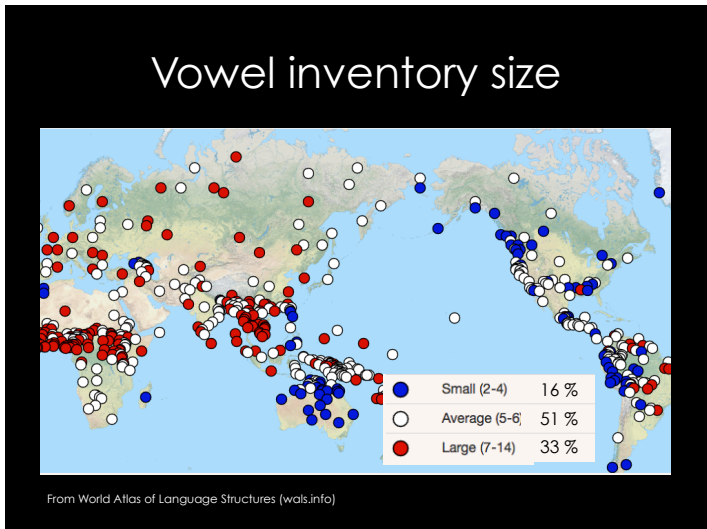 Vowel inventory size
Small (2-4) 16 %
Average (5-6) 51 %
Large (7-14) 33 %
From World Atlas of Language Structures (wals.info)